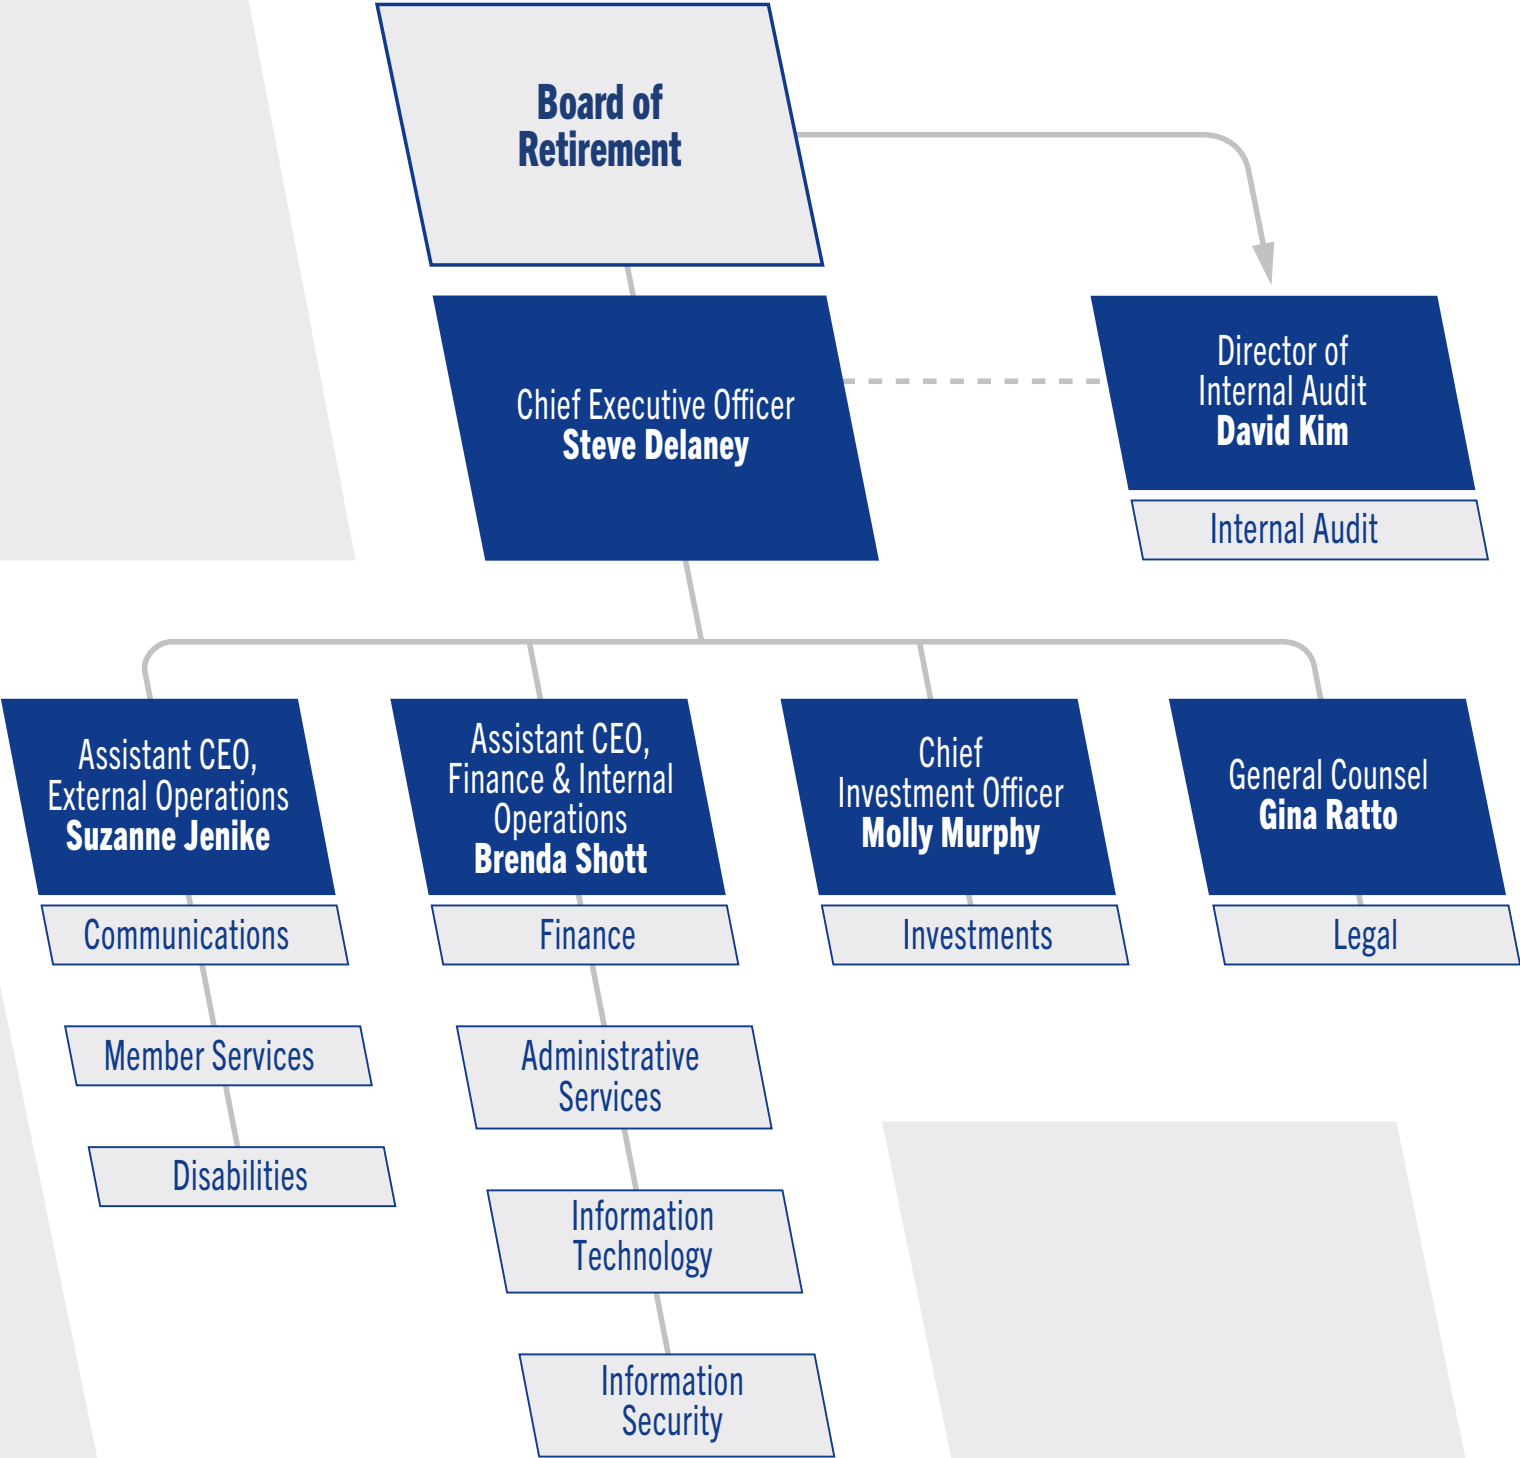 Board of
Retirement
Chief Executive Officer
Steve Delaney
Director of
Internal Audit
David Kim
Internal Audit
Assistant CEO,
External Operations
Suzanne Jenike
Communications
Member Services
Disabilities
Assistant CEO,
Finance & Internal
Operations
Brenda Shott
Finance
Administrative
Services
Information
Technology
Information
Security
Chief
Investment Officer
Molly Murphy
Investments
General Counsel
Gina Ratto
Legal